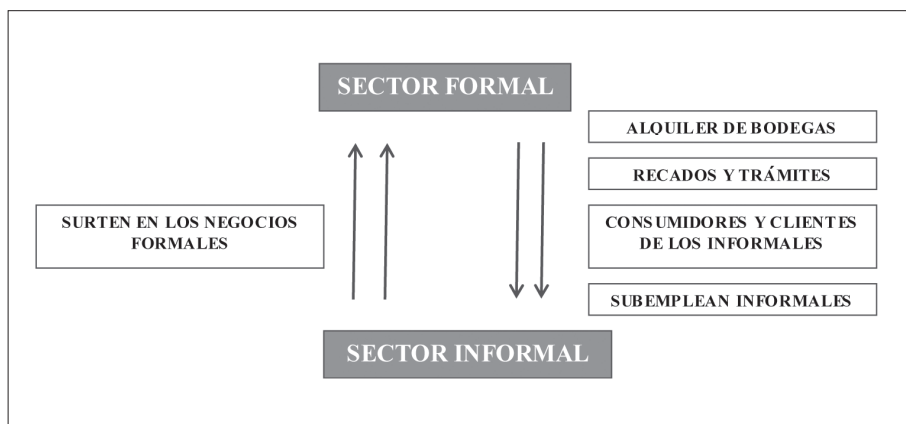 SECTOR FORMAL
ALQUILER DE BODEGAS
RECADOS Y TRÁMITES
SURTEN EN LOS NEGOCIOS
FORMALES
CONSUMIDORES Y CLIENTES
DE LOS INFORMALES
SUBEMPLEAN INFORMALES
SECTOR INFORMAL